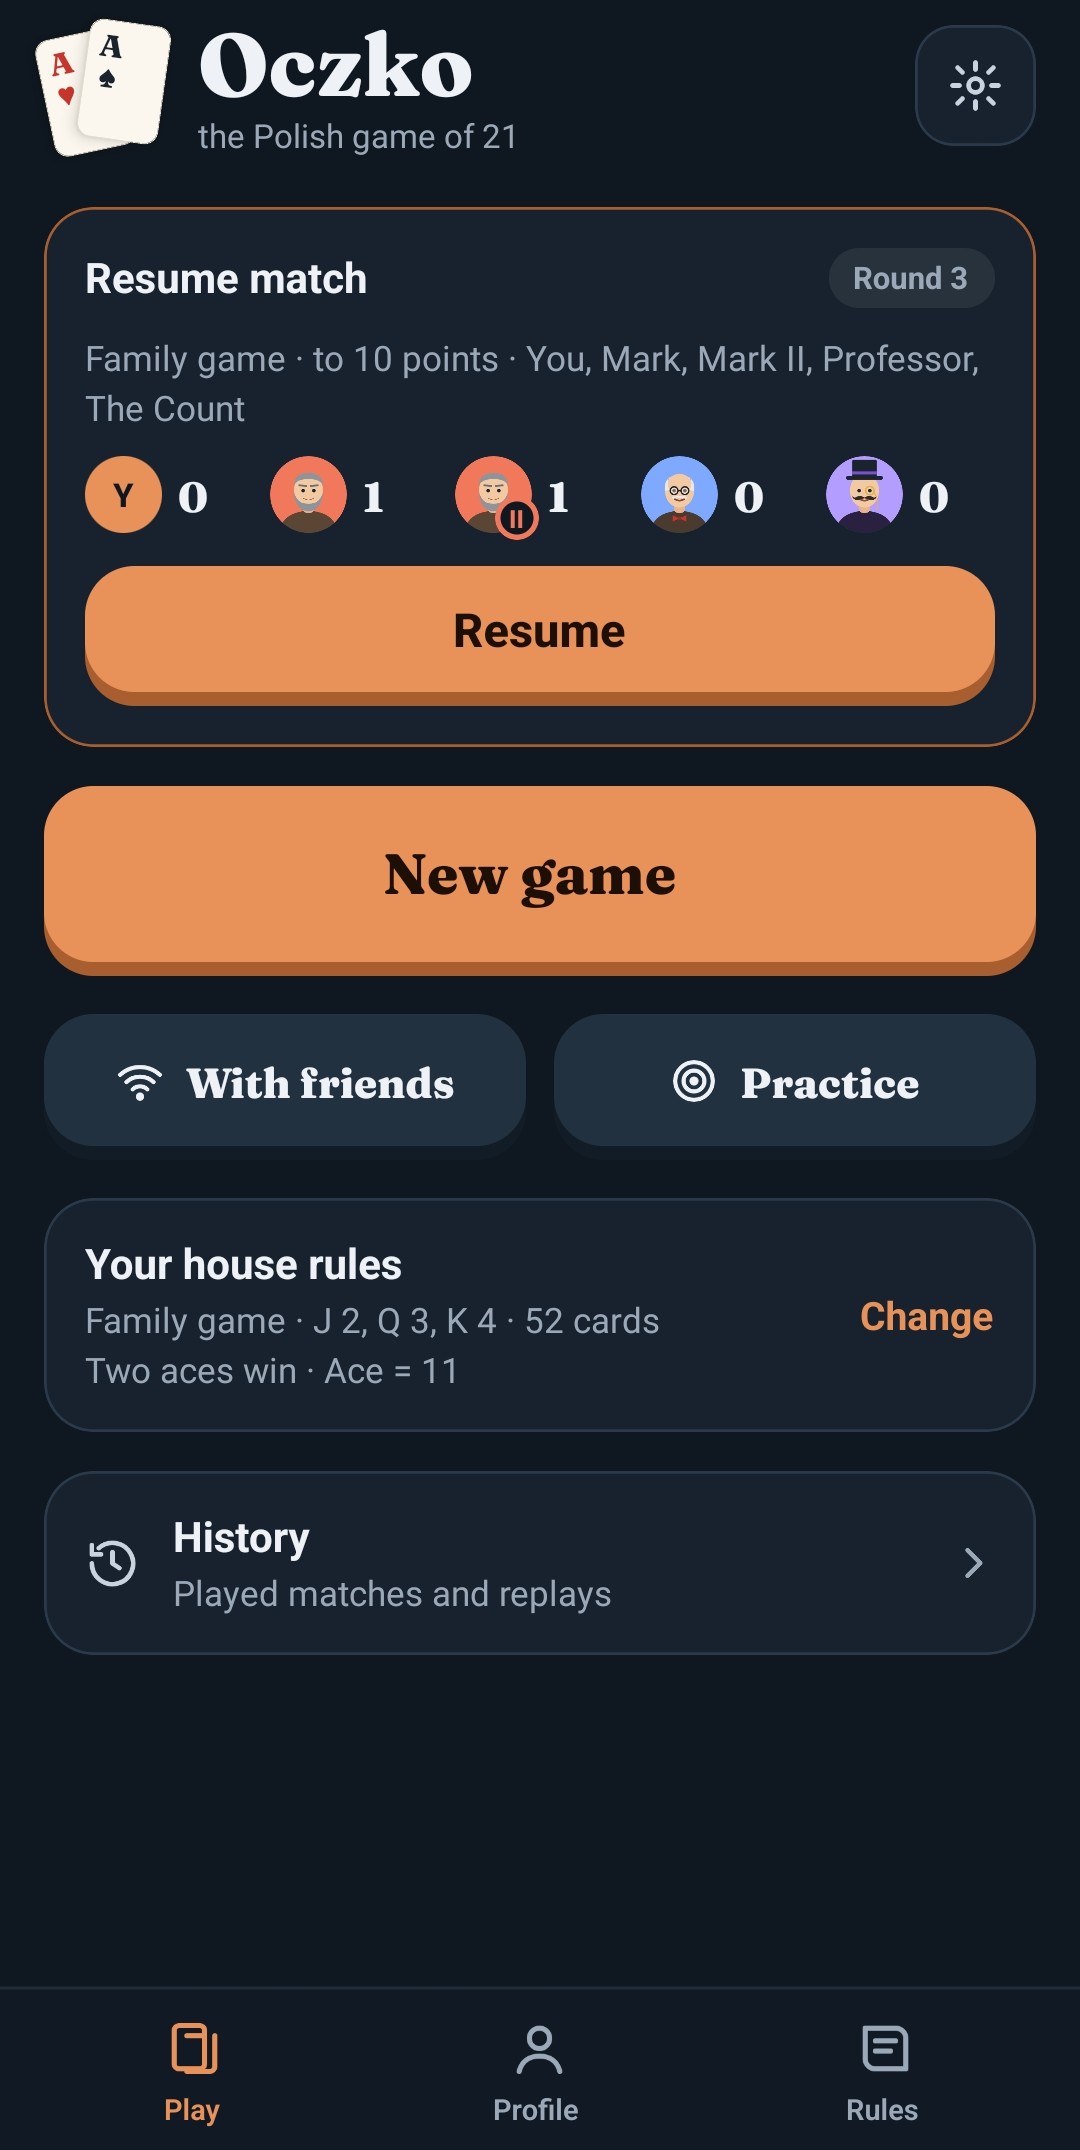 A
A
Oczko
the Polish game of 21
Resume match
Round 3
Family game · to 10 points · You, Mark, Mark II, Professor,
The Count
Y 0 1 II 1 0 0
Resume
New game
With friends
Practice
Your house rules
Family game · J 2, Q 3, K 4 · 52 cards
Two aces win · Ace = 11
Change
History
Played matches and replays
Play
Profile
Rules